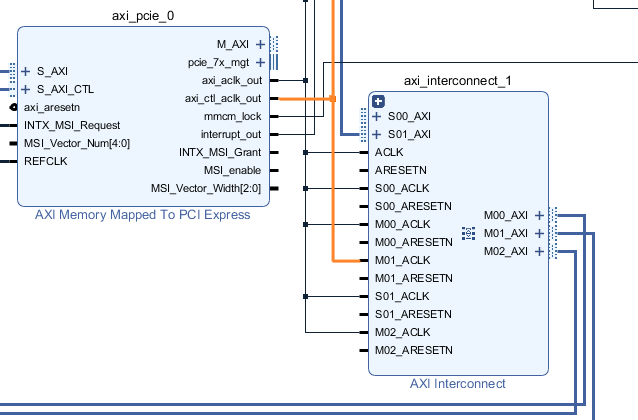 axi_pcie_0
M_AXI
pcie_7x_mgt
S_AXI
axi_aclk_out
S_AXI_CTL
axi_ctl_aclk_out
axi_aresetn
mmcm_lock
INTX_MSI_Request
interrupt_out
MSI_Vector_Num[4:0]
INTX_MSI_Grant
REFCLK
MSI_enable
MSI_Vector_Width[2:0]
AXI Memory Mapped To PCI Express
axi_interconnect_1
S00_AXI
S01_AXI
ACLK
ARESETN
S00_ACLK
S00_ARESETN
M00_ACLK
M00_ARESETN
M01_ACLK
M01_ARESETN
S01_ACLK
S01_ARESETN
M02_ACLK
M02_ARESETN
M00_AXI
M01_AXI
M02_AXI
AXI Interconnect